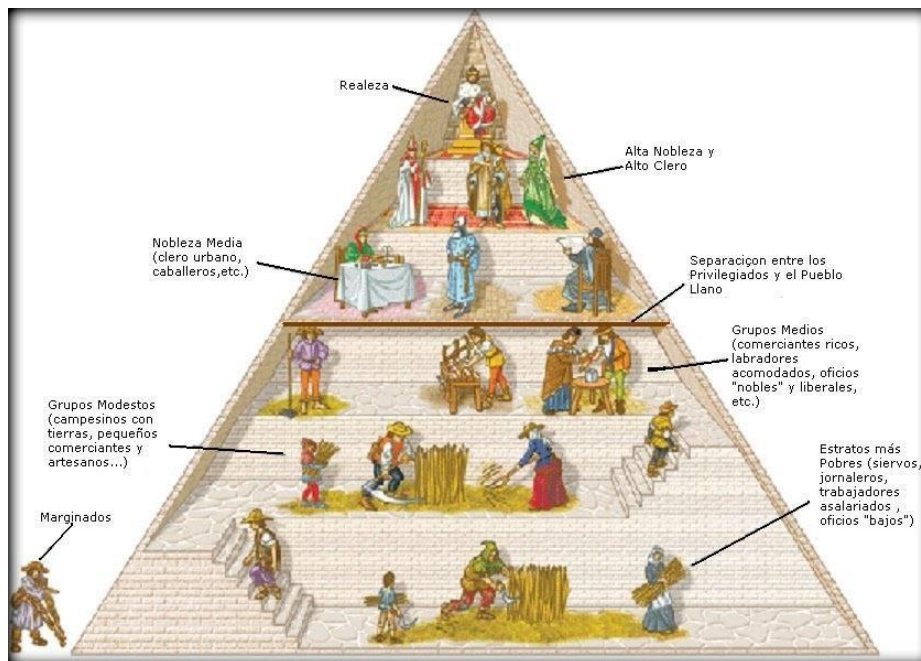 Realeza
Alta Nobleza y
Alto Clero
Nobleza Media
(clero urbano,
caballeros,etc.)
Separaciçon entre los
Privilegiados y el Pueblo
Llano
Grupos Medios
(comerciantes ricos,
labradores
acomodados, oficios
"nobles" y liberales,
etc.)
Grupos Modestos
(campesinos con
tierras, pequeños
comerciantes y
artesanos...)
Estratos más
Pobres (siervos,
jornaleros,
trabajadores
asalariados ,
oficios "bajos")
Marginados